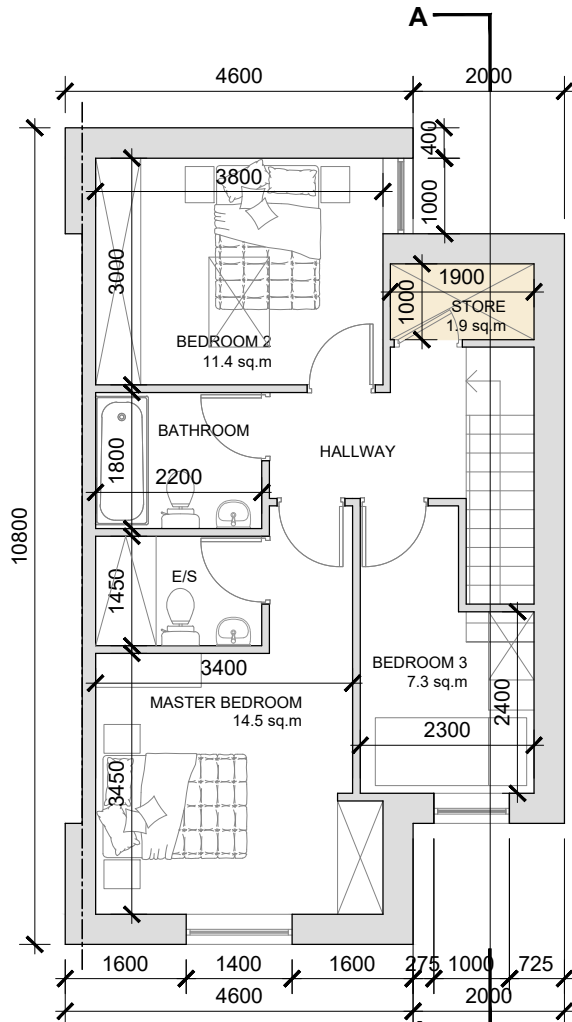 A
4600
2000
400
1000
3800
3000
1900
1000
STORE
1.9 sq.m
BEDROOM 2
11.4 sq.m
BATHROOM
1800
HALLWAY
2200
10800
1450
E/S
3400
BEDROOM 3
7.3 sq.m
MASTER BEDROOM
14.5 sq.m
2400
2300
3450
1600
1400
1600
275
1000
725
4600
2000